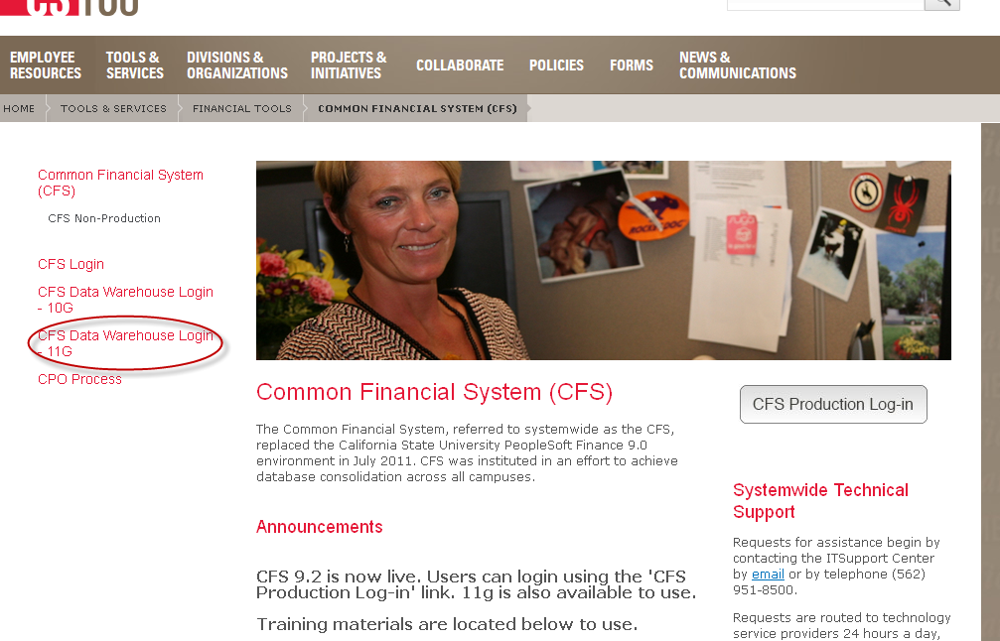 EMPLOYEE
RESOURCES
TOOLS &
SERVICES
DIVISIONS &
ORGANIZATIONS
PROJECTS &
INITIATIVES
COLLABORATE
POLICIES
FORMS
NEWS &
COMMUNICATIONS
HOME
TOOLS & SERVICES
FINANCIAL TOOLS
COMMON FINANCIAL SYSTEM (CFS)
Common Financial System
(CFS)
CFS Non-Production
CFS Login
CFS Data Warehouse Login
- 10G
CFS Data Warehouse Login
- 11G
CPO Process
Common Financial System (CFS)
The Common Financial System, referred to systemwide as the CFS,
replaced the California State University PeopleSoft Finance 9.0
environment in July 2011. CFS was instituted in an effort to achieve
database consolidation across all campuses.
Announcements
CFS 9.2 is now live. Users can login using the 'CFS
Production Log-in' link. 11g is also available to use.
Training materials are located below to use.
CFS Production Log-in
Systemwide Technical
Support
Requests for assistance begin by
contacting the ITSupport Center
by email or by telephone (562)
951-8500.
Requests are routed to technology
service providers 24 hours a day,